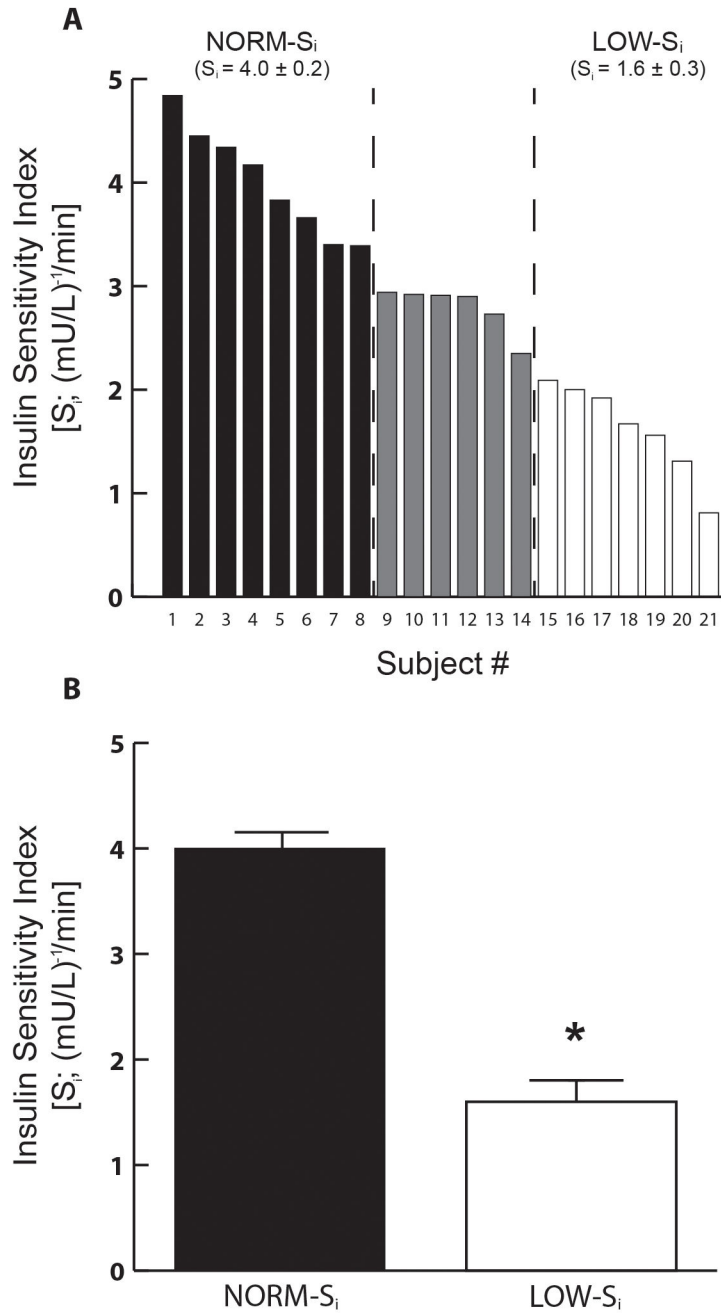 A
NORM-Sᵢ
(Sᵢ = 4.0 ± 0.2)
LOW-Sᵢ
(Sᵢ = 1.6 ± 0.3)
Insulin Sensitivity Index
[Sᵢ; (mU/L)⁻¹/min]
5
4
3
2
1
0
1 2 3 4 5 6 7 8 9 10 11 12 13 14 15 16 17 18 19 20 21
Subject #
B
Insulin Sensitivity Index
[Sᵢ; (mU/L)⁻¹/min]
5
4
3
2
1
0
*
NORM-Sᵢ LOW-Sᵢ